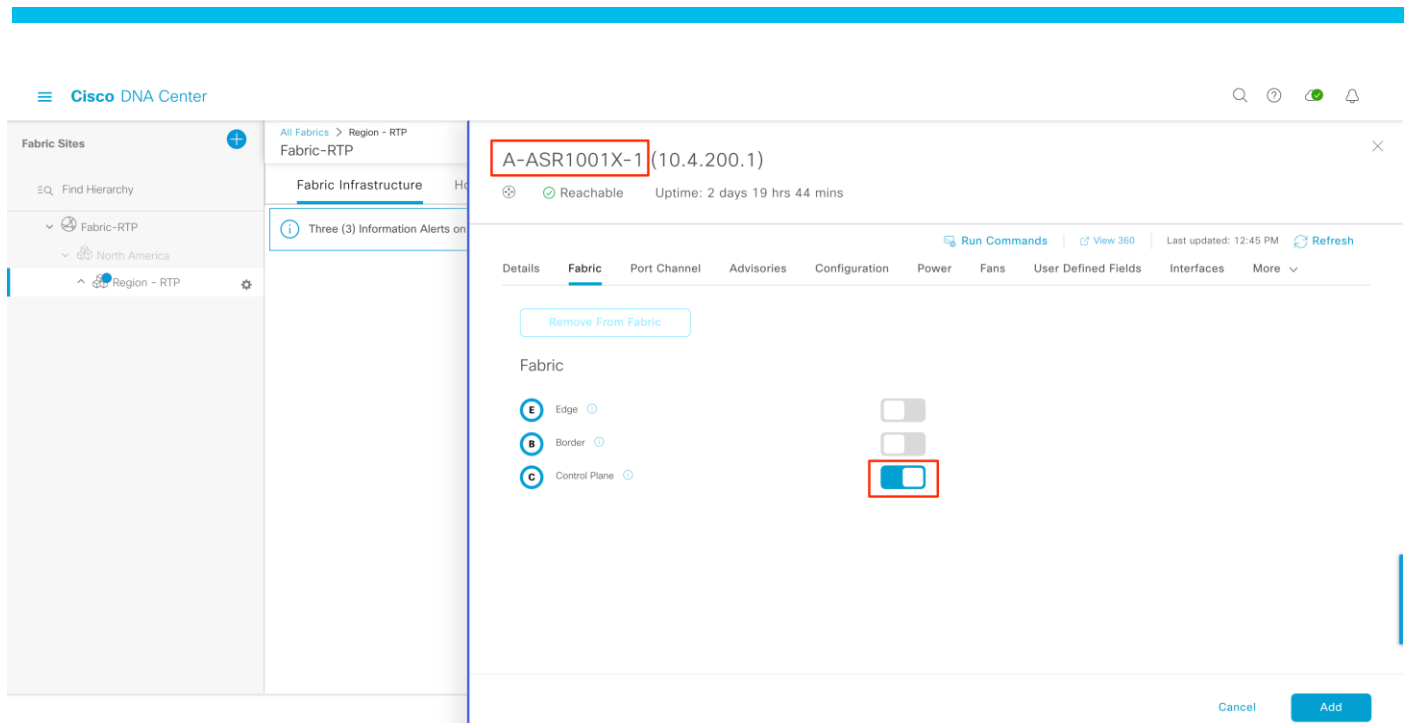 Cisco DNA Center
Fabric Sites
Find Hierarchy
Fabric-RTP
North America
Region - RTP
All Fabrics > Region - RTP
Fabric-RTP
Fabric Infrastructure
Three (3) Information Alerts on
A-ASR1001X-1 (10.4.200.1)
Reachable Uptime: 2 days 19 hrs 44 mins
Run Commands View 360 Last updated: 12:45 PM Refresh
Details Fabric Port Channel Advisories Configuration Power Fans User Defined Fields Interfaces More
Remove From Fabric
Fabric
E Edge
B Border
C Control Plane
Cancel Add